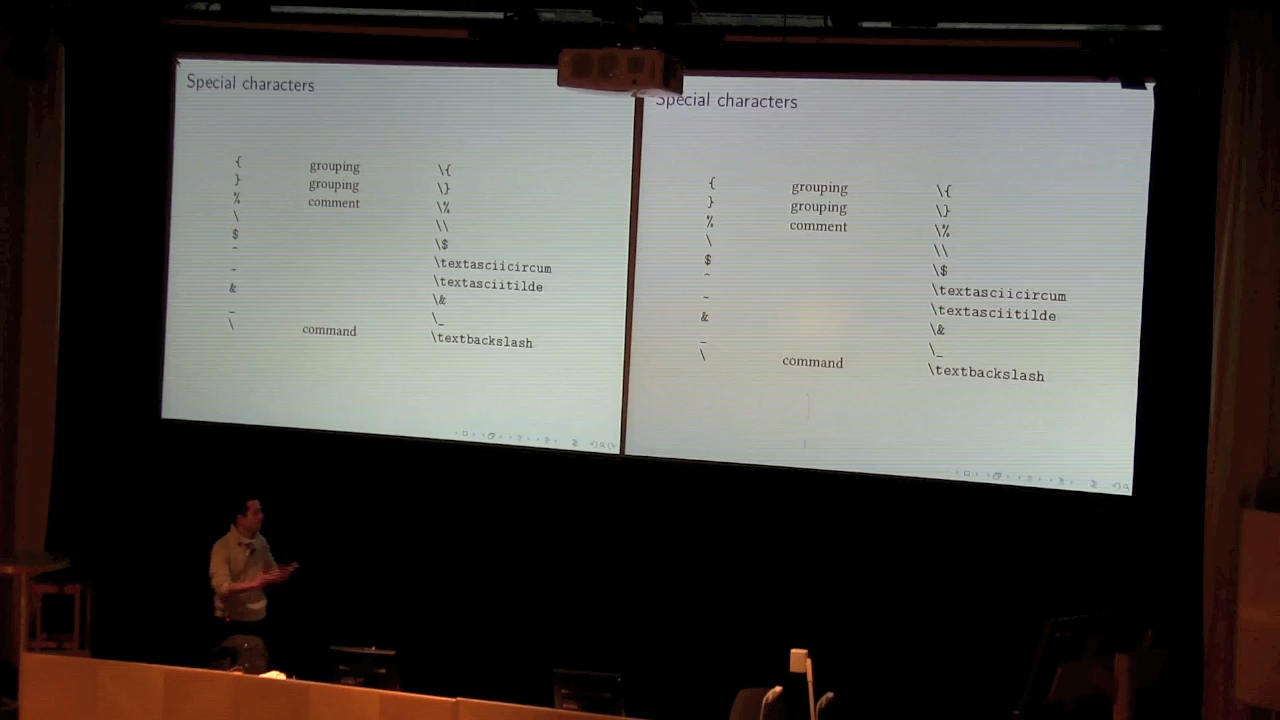 Special characters
{ grouping \{
} grouping \}
% comment \%
\ \\
$ \$
^ \textasciicircum
~ \textasciitilde
& \&
_ \_
\ command \textbackslash
Special characters
{ grouping \{
} grouping \}
% comment \%
\ \\
$ \$
^ \textasciicircum
~ \textasciitilde
& \&
_ \_
\ command \textbackslash